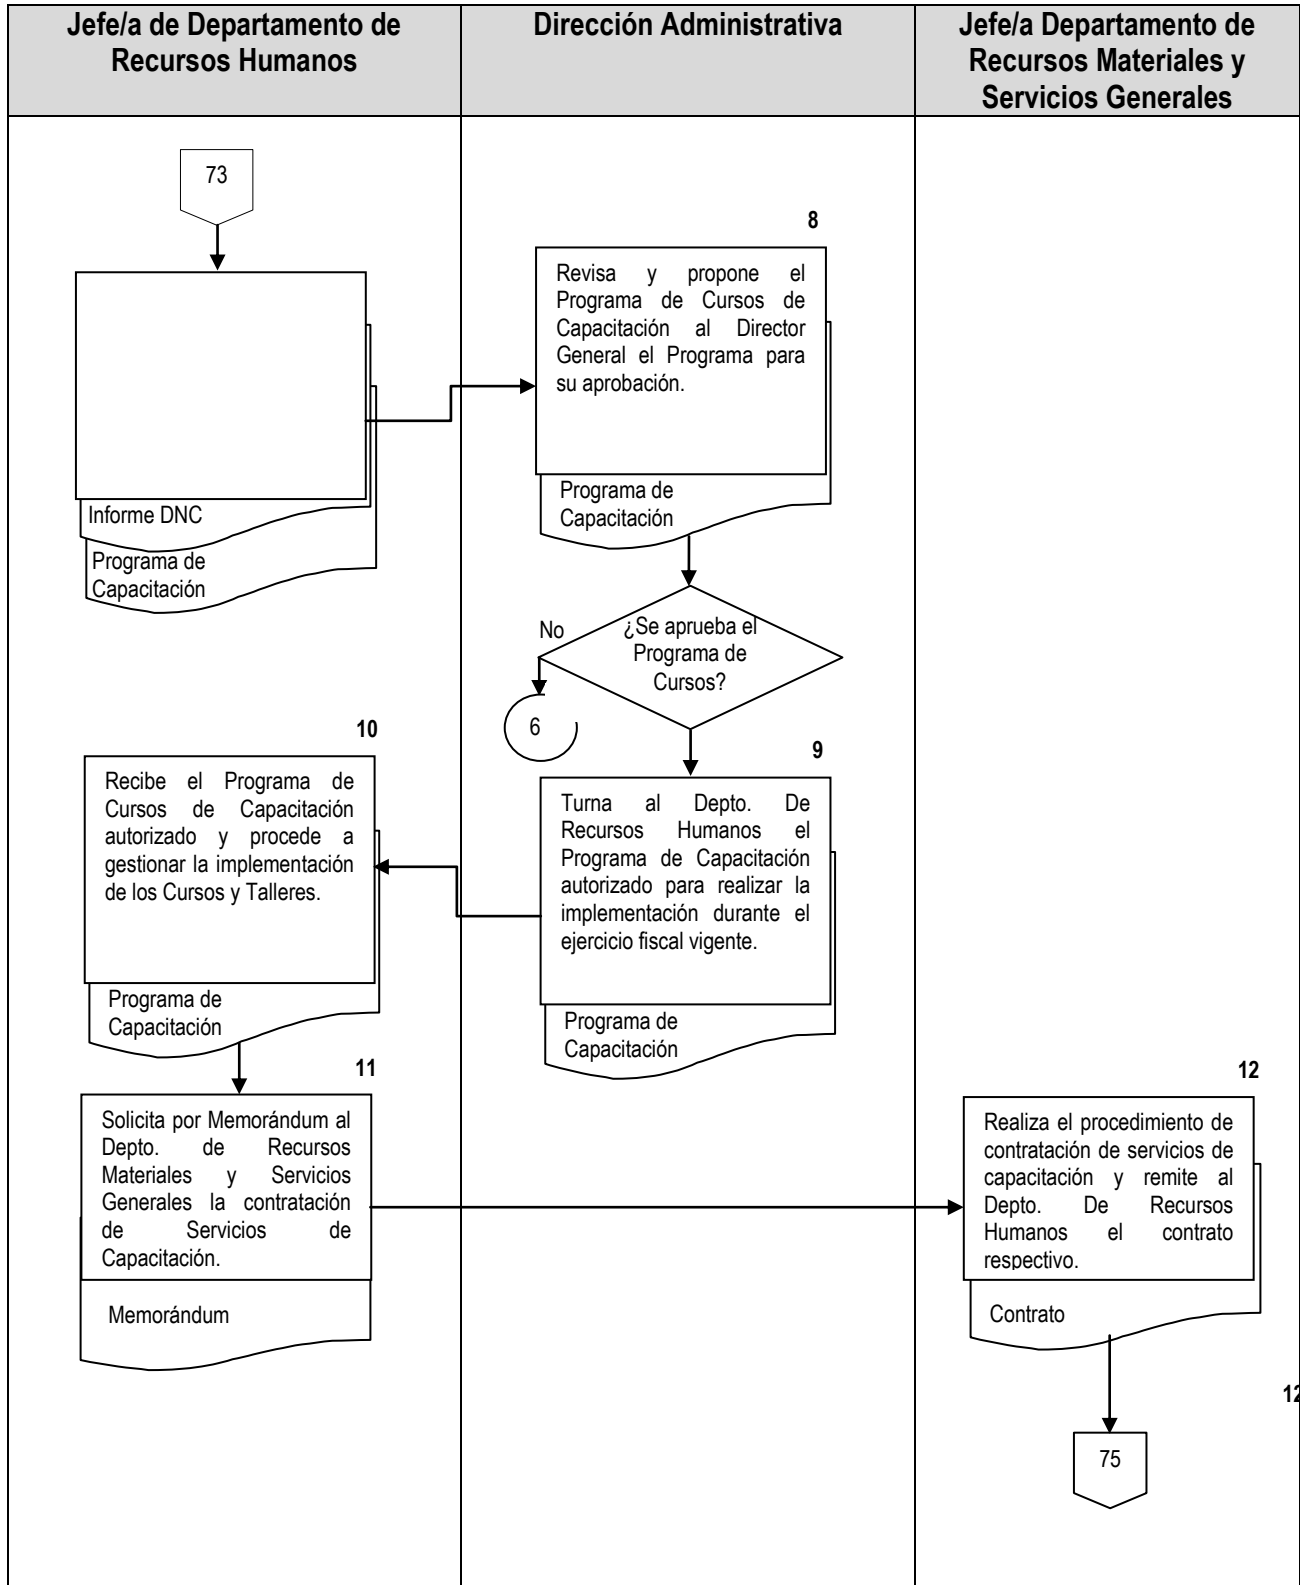 Jefe/a de Departamento de
Recursos Humanos
Dirección Administrativa
Jefe/a Departamento de
Recursos Materiales y
Servicios Generales
73
Informe DNC
Programa de
Capacitación
8
Revisa y propone el
Programa de Cursos de
Capacitación al Director
General el Programa para
su aprobación.
Programa de
Capacitación
¿Se aprueba el
Programa de
Cursos?
No
6
9
Turna al Depto. De
Recursos Humanos el
Programa de Capacitación
autorizado para realizar la
implementación durante el
ejercicio fiscal vigente.
Programa de
Capacitación
10
Recibe el Programa de
Cursos de Capacitación
autorizado y procede a
gestionar la implementación
de los Cursos y Talleres.
Programa de
Capacitación
11
Solicita por Memorándum al
Depto. de Recursos
Materiales y Servicios
Generales la contratación
de Servicios de
Capacitación.
Memorándum
12
Realiza el procedimiento de
contratación de servicios de
capacitación y remite al
Depto. De Recursos
Humanos el contrato
respectivo.
Contrato
12
75